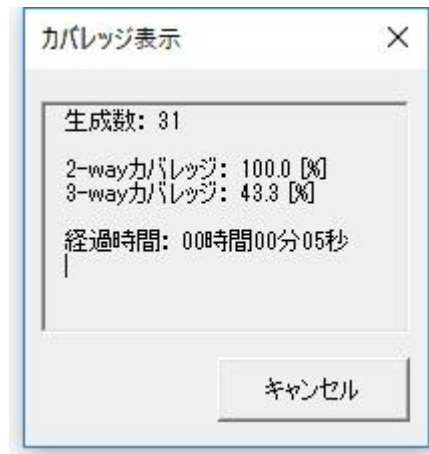 カバレッジ表示
生成数: 31
2-wayカバレッジ: 100.0 [%]
3-wayカバレッジ: 43.3 [%]
経過時間: 00時間00分05秒
キャンセル